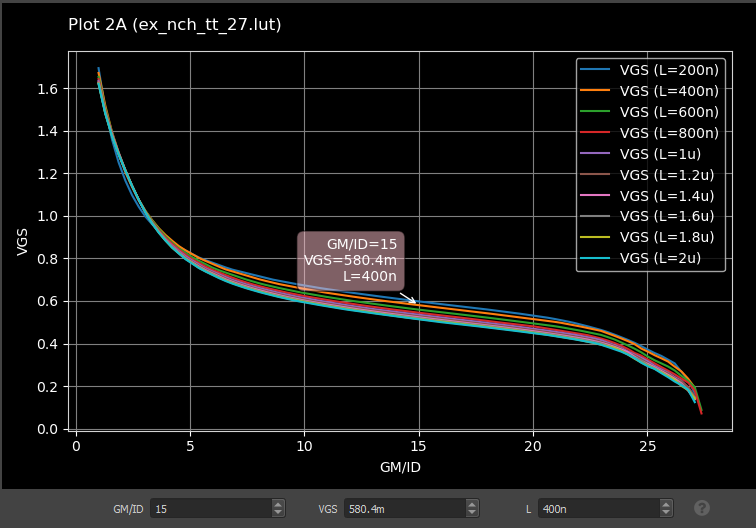 Plot 2A (ex_nch_tt_27.lut)
VGS (L=200n)
VGS (L=400n)
VGS (L=600n)
VGS (L=800n)
VGS (L=1u)
VGS (L=1.2u)
VGS (L=1.4u)
VGS (L=1.6u)
VGS (L=1.8u)
VGS (L=2u)
1.6
1.4
1.2
1.0
0.8
0.6
0.4
0.2
0.0
VGS
GM/ID=15
VGS=580.4m
L=400n
0 5 10 15 20 25
GM/ID
GM/ID 15 VGS 580.4m L 400n ?